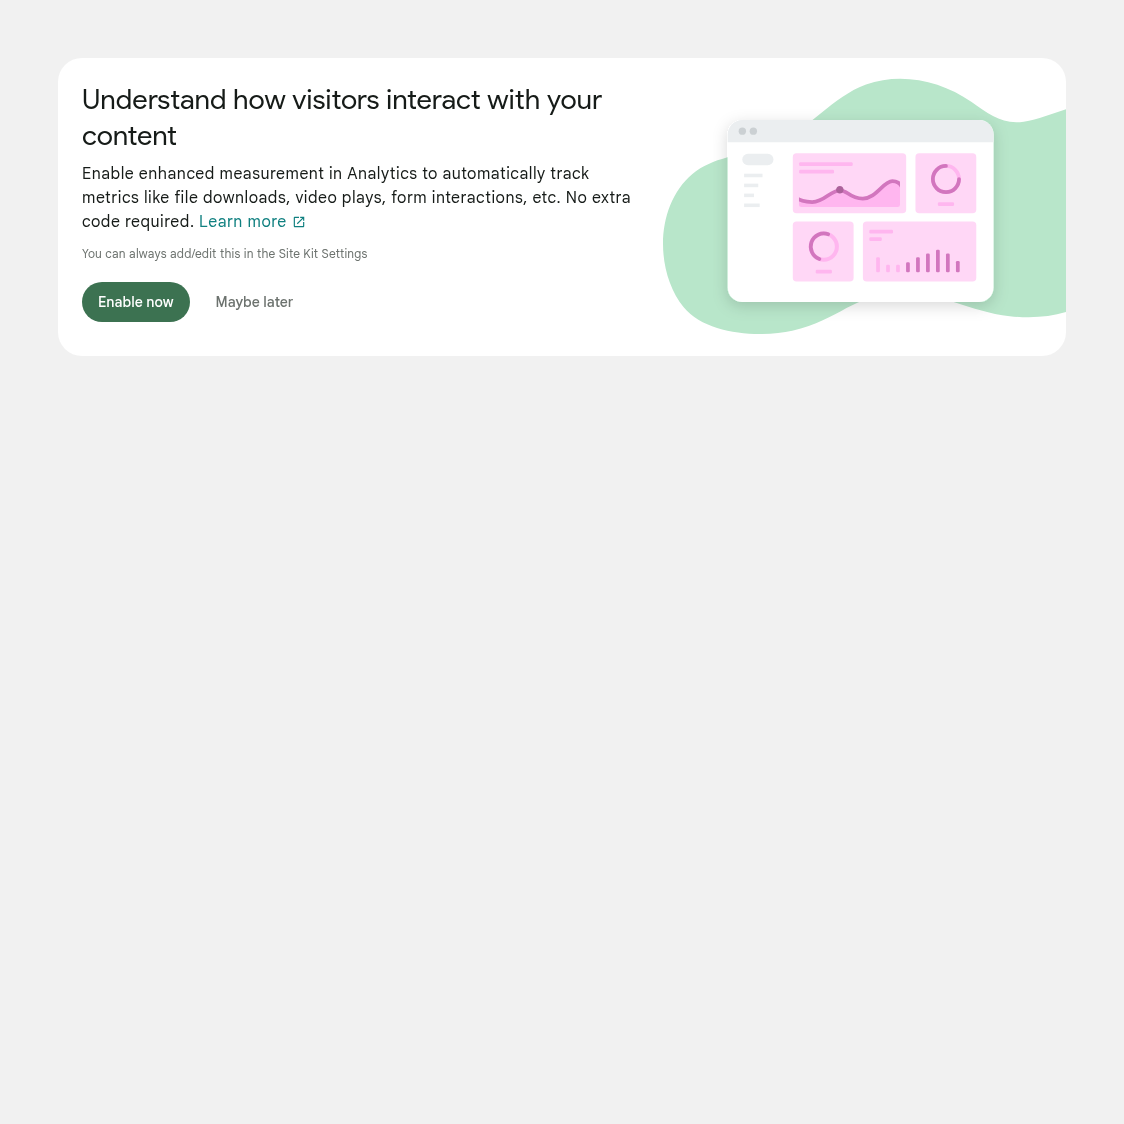 Understand how visitors interact with your
content
Enable enhanced measurement in Analytics to automatically track
metrics like file downloads, video plays, form interactions, etc. No extra
code required. Learn more
You can always add/edit this in the Site Kit Settings
Enable now
Maybe later